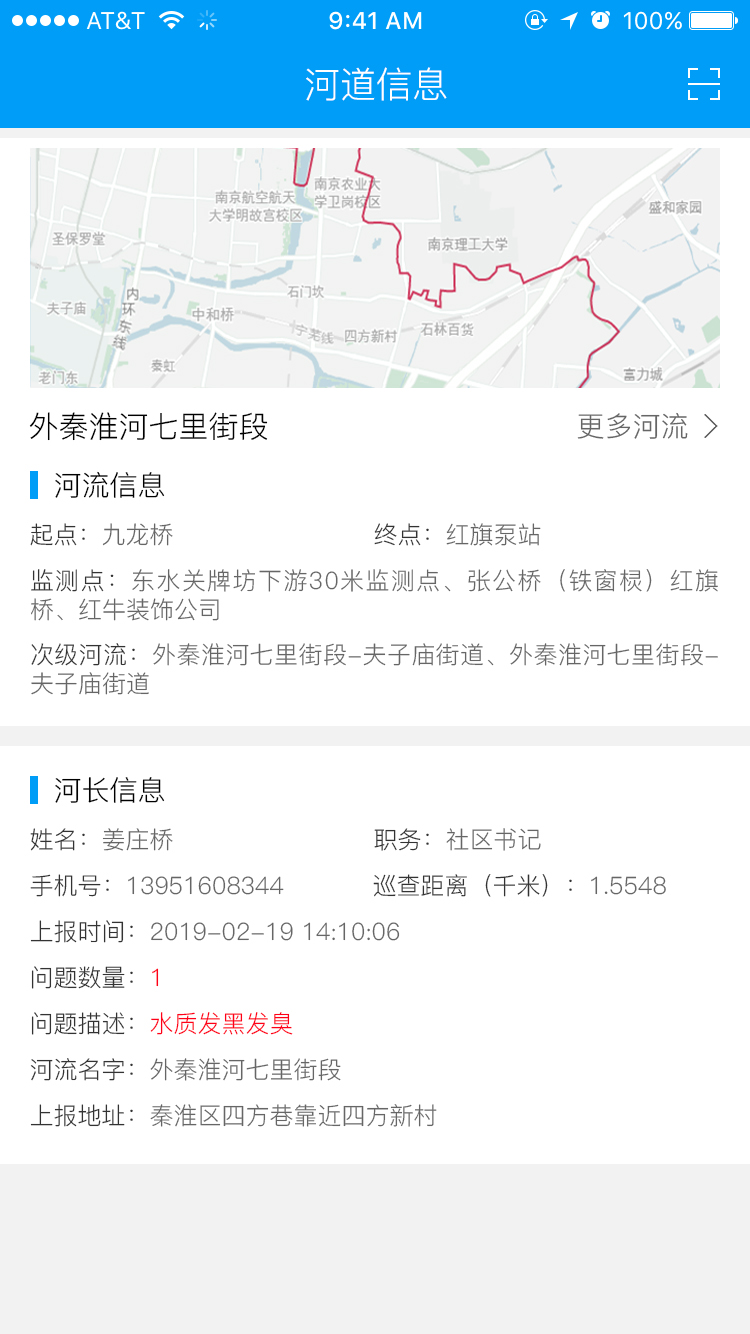 AT&T 9:41 AM 100%
河道信息
南京航空航天
大学明故宫校区
南京农业大
学卫岗校区
盛和家园
圣保罗堂
南京理工大学
石门坎
内环东线
夫子庙
中和桥
宁芜线
四方新村
石林百货
秦虹
老门东
富力城
外秦淮河七里街段 更多河流
河流信息
起点：九龙桥 终点：红旗泵站
监测点：东水关牌坊下游30米监测点、张公桥（铁窗棂）红旗
桥、红牛装饰公司
次级河流：外秦淮河七里街段-夫子庙街道、外秦淮河七里街段-
夫子庙街道
河长信息
姓名：姜庄桥 职务：社区书记
手机号：13951608344 巡查距离（千米）：1.5548
上报时间：2019-02-19 14:10:06
问题数量：1
问题描述：水质发黑发臭
河流名字：外秦淮河七里街段
上报地址：秦淮区四方巷靠近四方新村